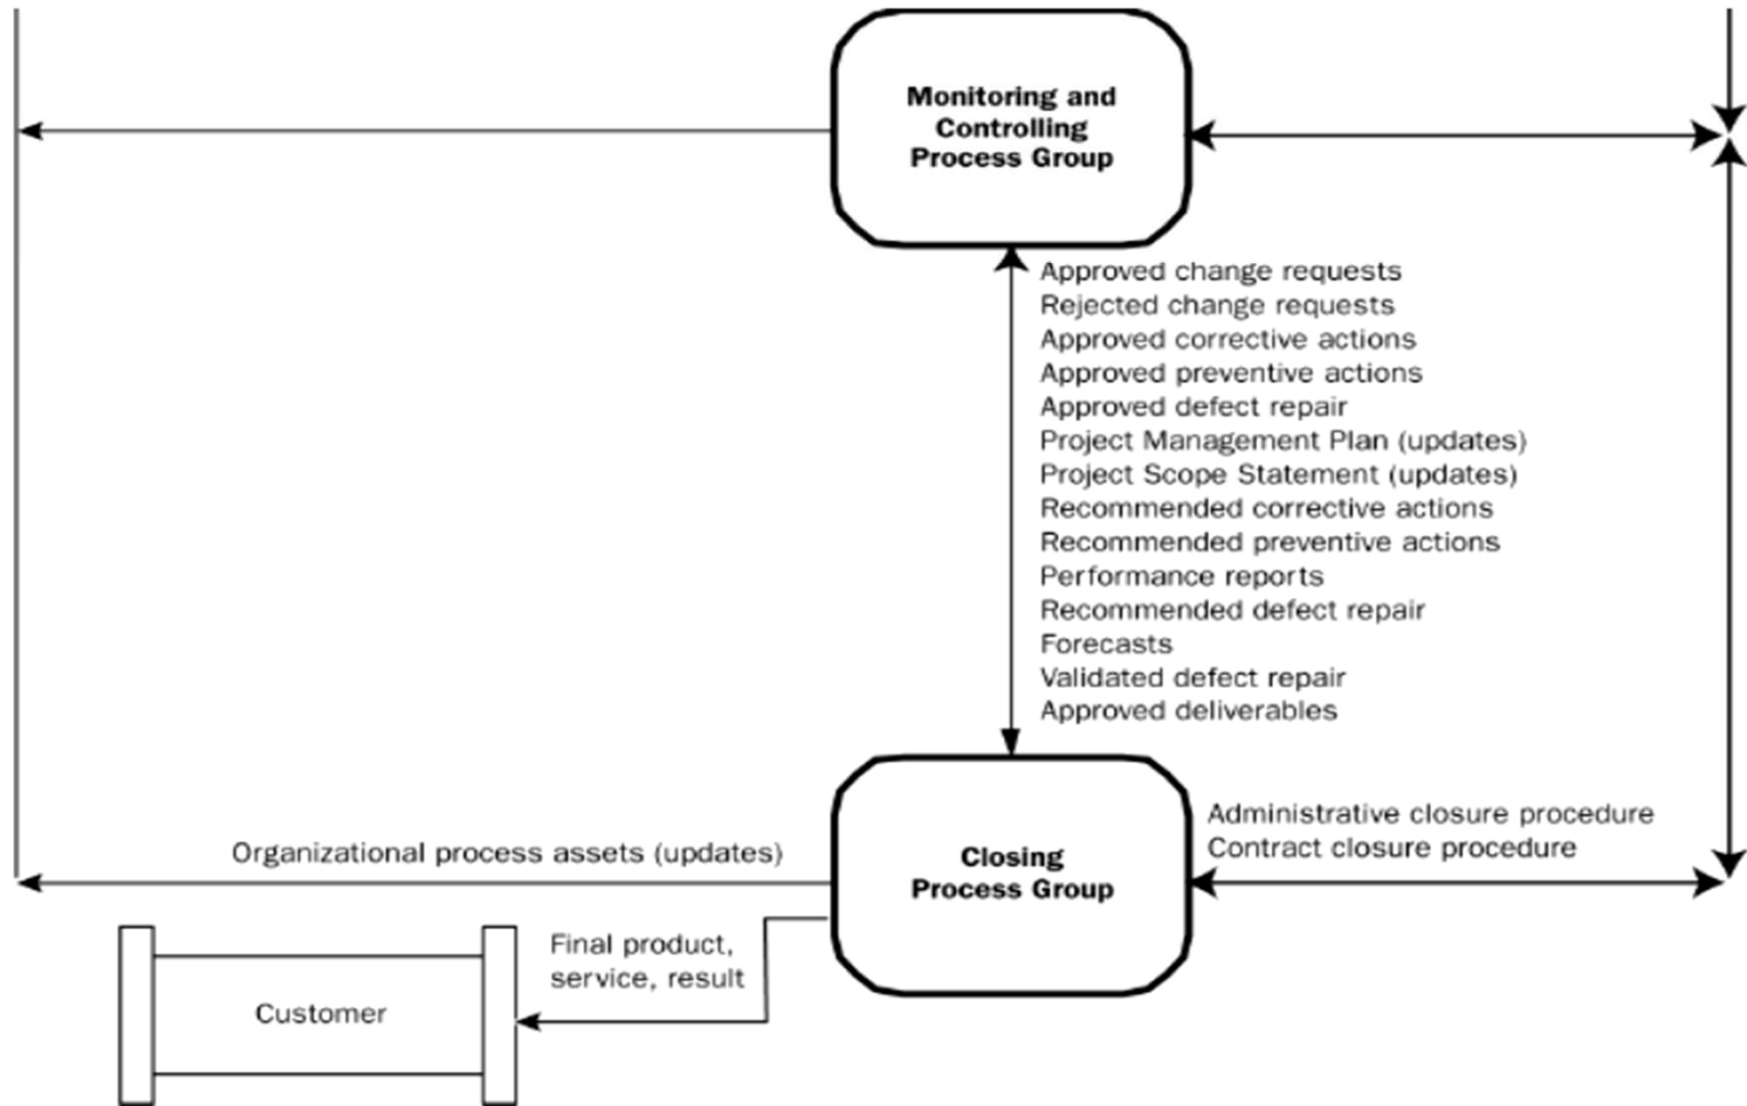 Monitoring and
Controlling
Process Group
Approved change requests
Rejected change requests
Approved corrective actions
Approved preventive actions
Approved defect repair
Project Management Plan (updates)
Project Scope Statement (updates)
Recommended corrective actions
Recommended preventive actions
Performance reports
Recommended defect repair
Forecasts
Validated defect repair
Approved deliverables
Administrative closure procedure
Contract closure procedure
Organizational process assets (updates)
Closing
Process Group
Final product,
service, result
Customer